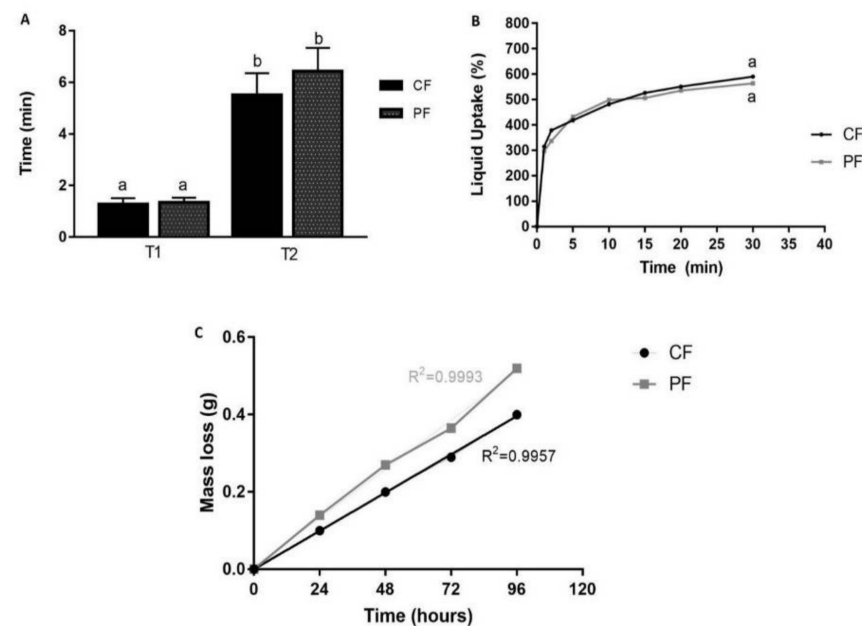 A
Time (min)
8
6
4
2
0
a
a
b
b
T1
T2
CF
PF
B
Liquid Uptake (%)
800
700
600
500
400
300
200
100
0
a
a
0 5 10 15 20 25 30 35 40
Time (min)
CF
PF
C
Mass loss (g)
0.6
0.4
0.2
0.0
R²=0.9993
R²=0.9957
0 24 48 72 96 120
Time (hours)
CF
PF